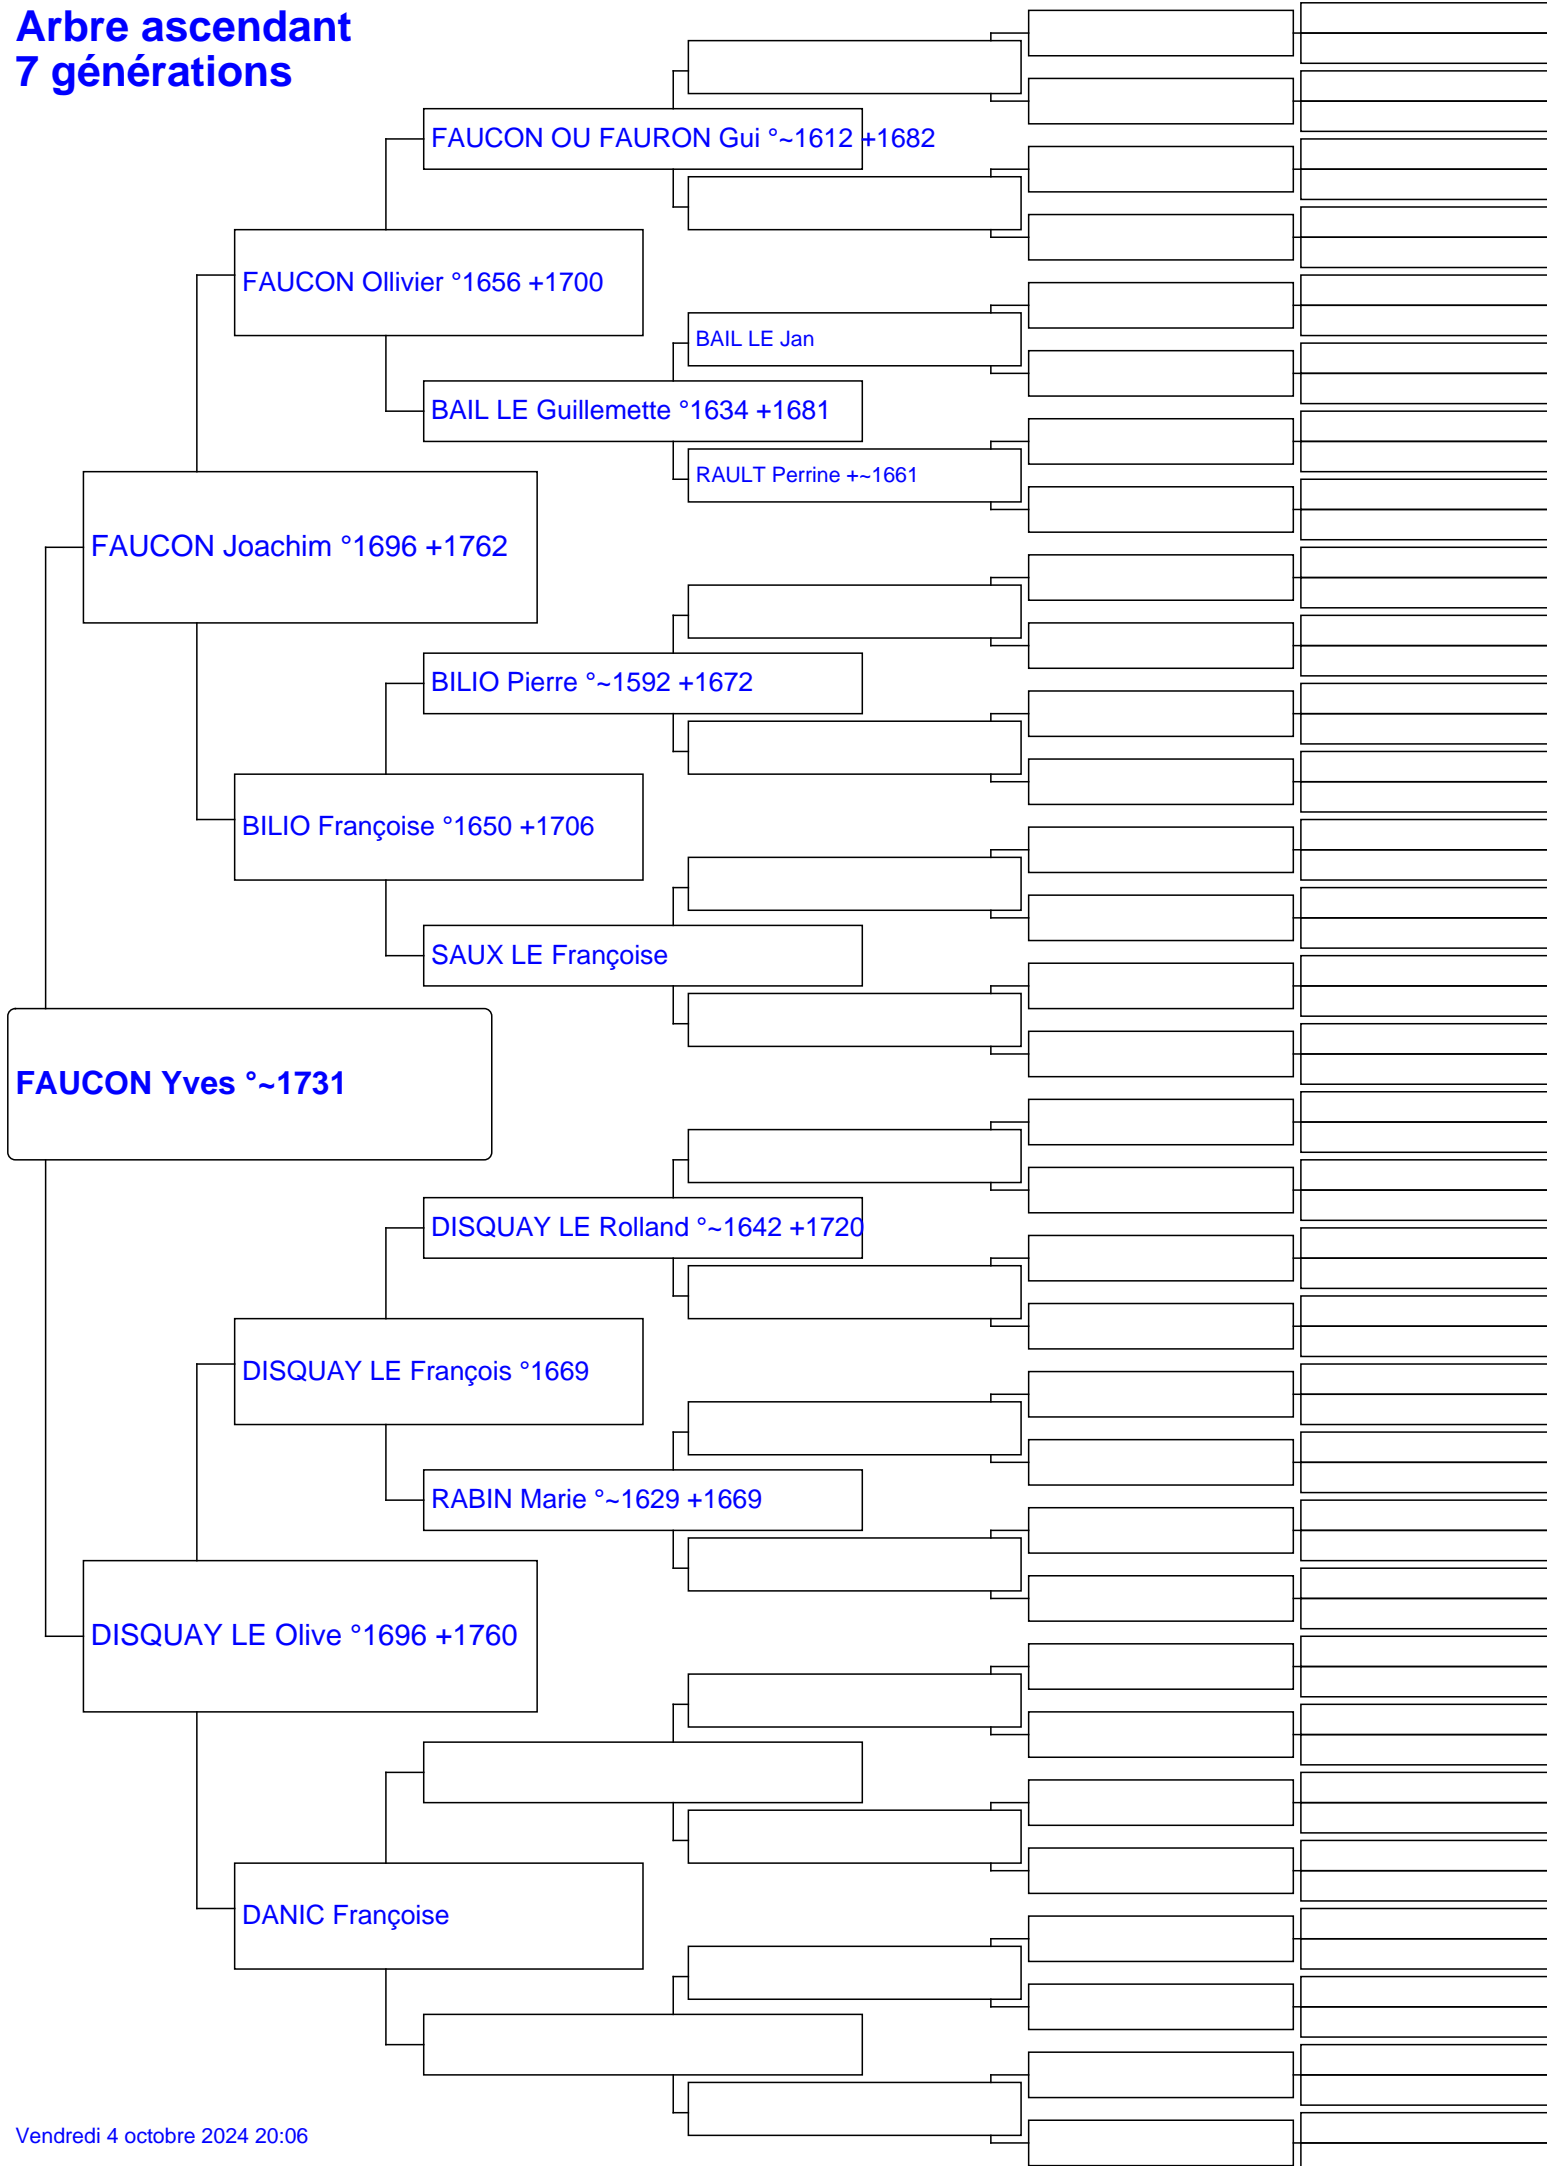 Arbre ascendant
7 générations
FAUCON OU FAURON Gui °~1612 +1682
FAUCON Ollivier °1656 +1700
BAIL LE Jan
BAIL LE Guillemette °1634 +1681
RAULT Perrine +~1661
FAUCON Joachim °1696 +1762
BILIO Pierre °~1592 +1672
BILIO Françoise °1650 +1706
SAUX LE Françoise
FAUCON Yves °~1731
DISQUAY LE Rolland °~1642 +1720
DISQUAY LE François °1669
RABIN Marie °~1629 +1669
DISQUAY LE Olive °1696 +1760
DANIC Françoise
Vendredi 4 octobre 2024 20:06